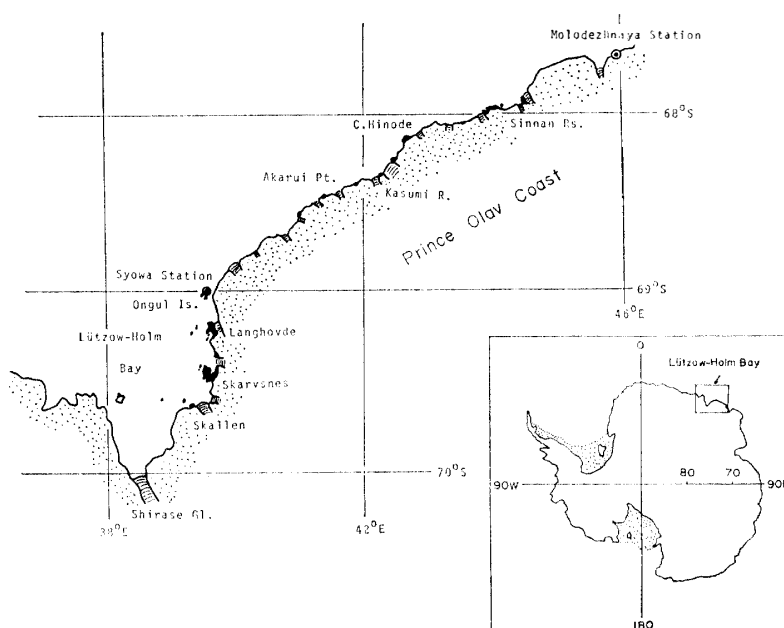 Molodezhnaya Station
68°S
C.Hinode
Sinnan Rs.
Akarui Pt.
Kasumi R.
Prince Olav Coast
Syowa Station
69°S
Ongul Is.
46°E
Lützow-Holm
Bay
Langhovde
Skarvsnes
Skallen
70°S
Shirase Gl.
38°E
42°E
0
Lützow-Holm Bay
80
70
90W
90E
180